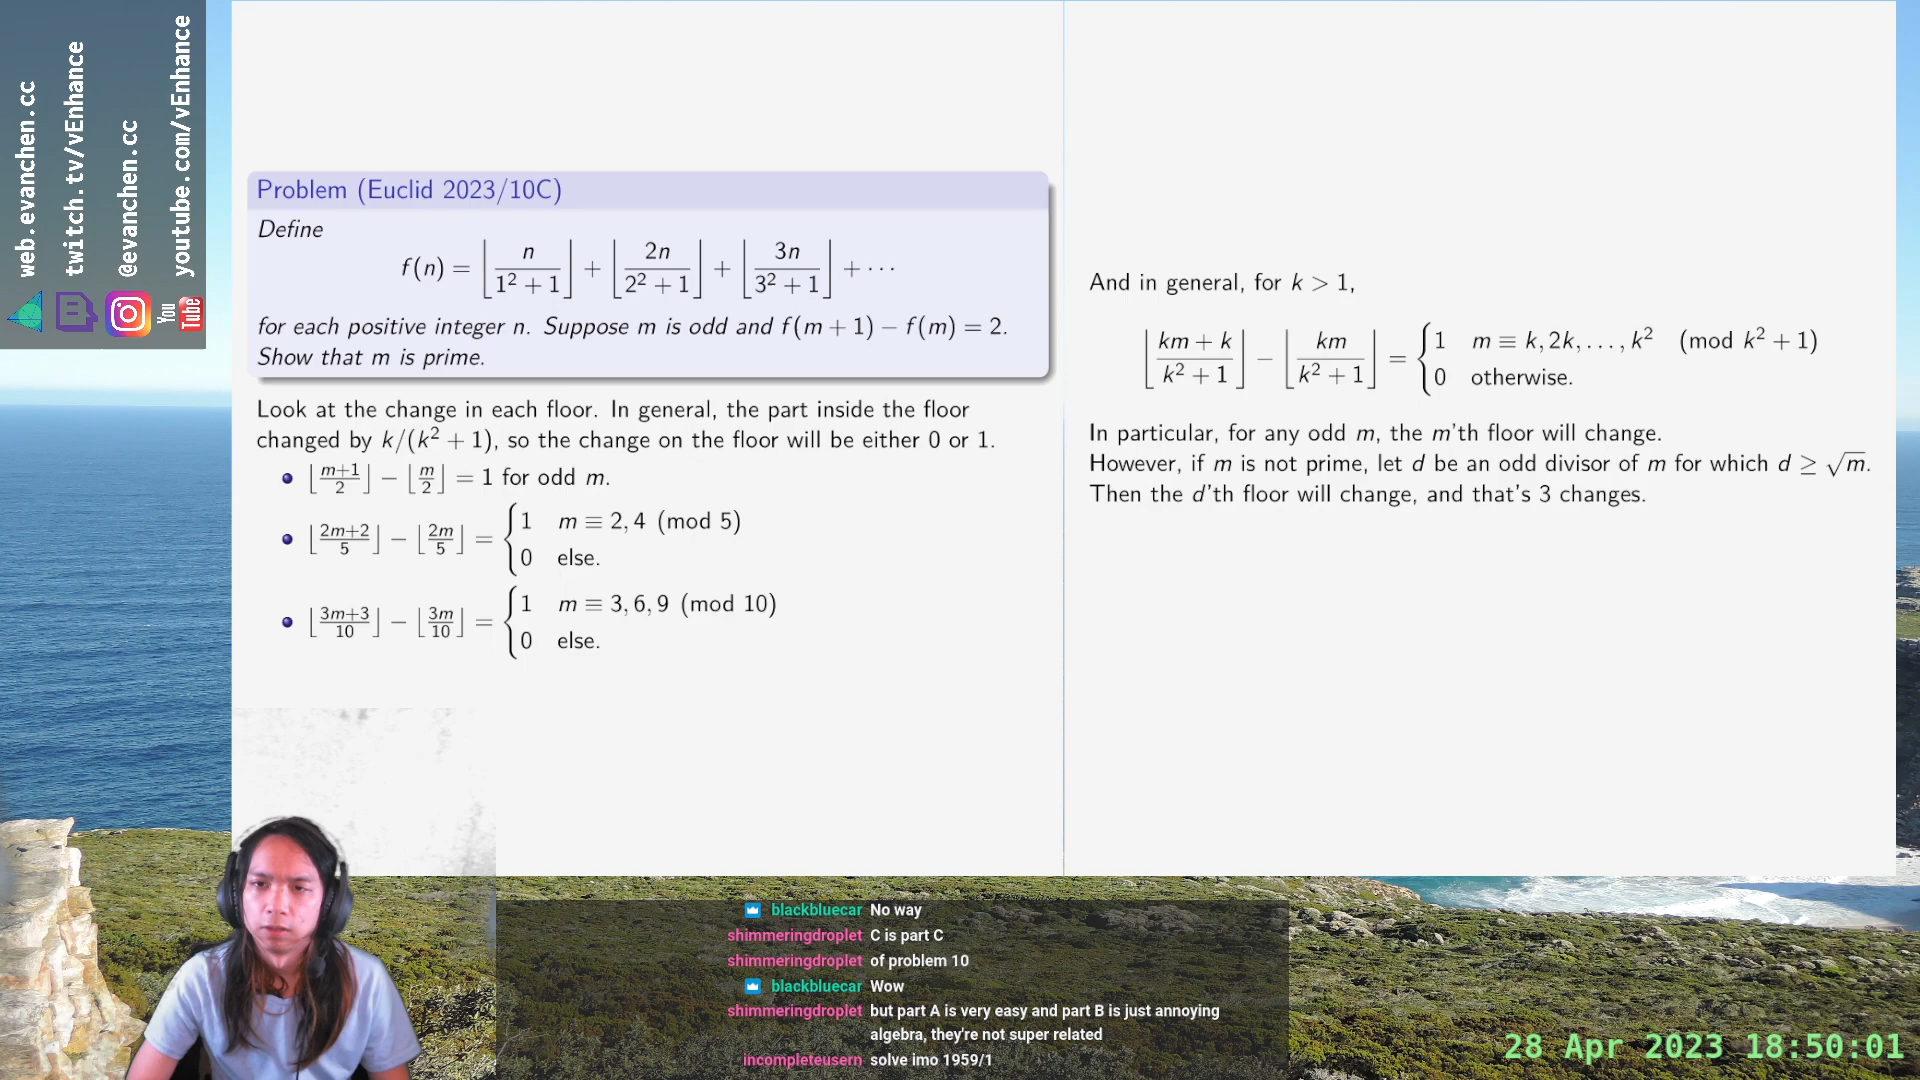 web.evanchen.cc
twitch.tv/vEnhance
@evanchen.cc
youtube.com/vEnhance
You
Tube
Problem (Euclid 2023/10C)
Define
f(n) = ⌊n/(1² + 1)⌋ + ⌊2n/(2² + 1)⌋ + ⌊3n/(3² + 1)⌋ + ⋯
for each positive integer n. Suppose m is odd and f(m + 1) − f(m) = 2.
Show that m is prime.
Look at the change in each floor. In general, the part inside the floor
changed by k/(k² + 1), so the change on the floor will be either 0 or 1.
• ⌊(m+1)/2⌋ − ⌊m/2⌋ = 1 for odd m.
• ⌊(2m+2)/5⌋ − ⌊2m/5⌋ = { 1 m ≡ 2, 4 (mod 5)
0 else.
• ⌊(3m+3)/10⌋ − ⌊3m/10⌋ = { 1 m ≡ 3, 6, 9 (mod 10)
0 else.
And in general, for k > 1,
⌊(km + k)/(k² + 1)⌋ − ⌊km/(k² + 1)⌋ = { 1 m ≡ k, 2k, . . . , k² (mod k² + 1)
0 otherwise.
In particular, for any odd m, the m'th floor will change.
However, if m is not prime, let d be an odd divisor of m for which d ≥ √m.
Then the d'th floor will change, and that's 3 changes.
blackbluecar No way
shimmeringdroplet C is part C
shimmeringdroplet of problem 10
blackbluecar Wow
shimmeringdroplet but part A is very easy and part B is just annoying
algebra, they're not super related
incompleteusern solve imo 1959/1
28 Apr 2023 18:50:01